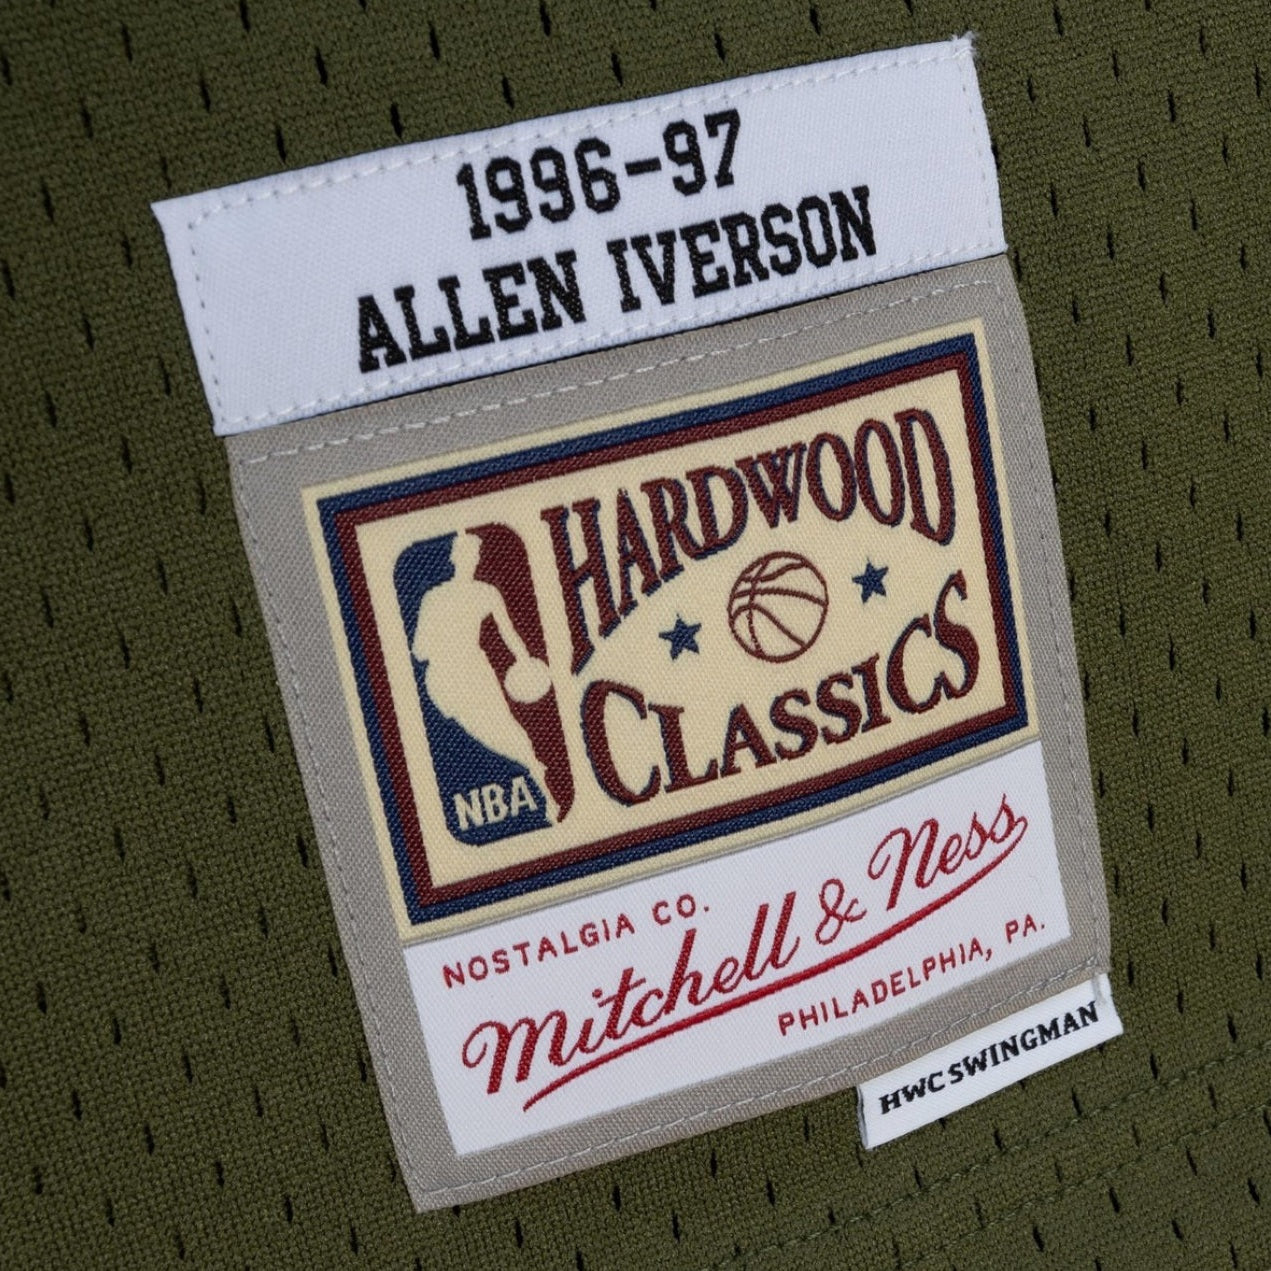 1996-97
ALLEN IVERSON
HARDWOOD
CLASSICS
NBA
NOSTALGIA CO.
Mitchell & Ness
PHILADELPHIA, PA.
HWC SWINGMAN